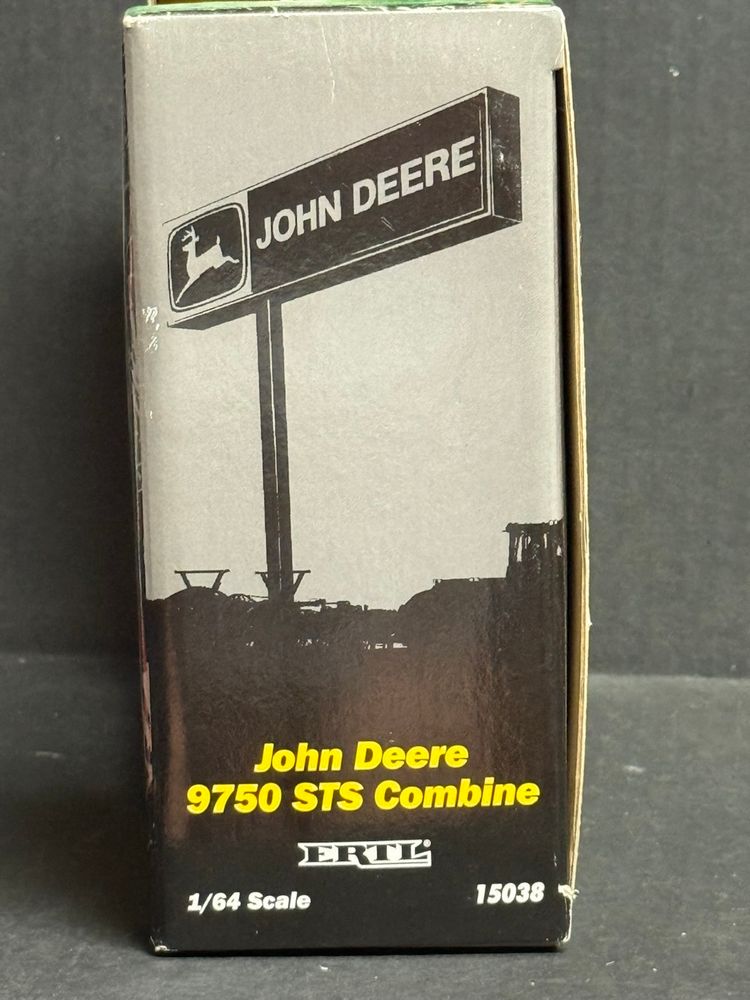 JOHN DEERE
John Deere
9750 STS Combine
ERTL®
1/64 Scale
15038